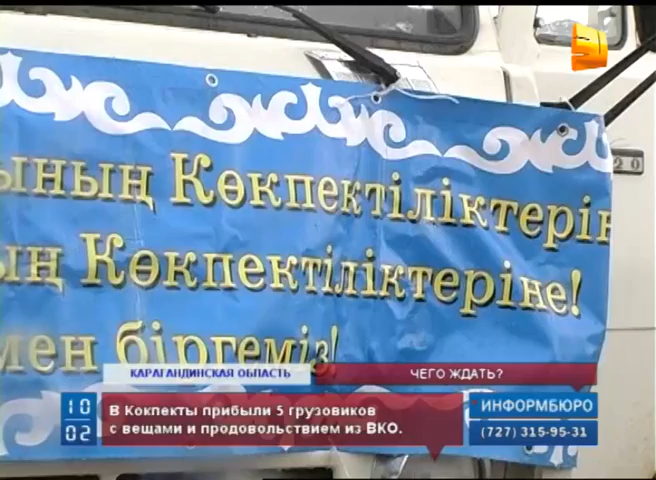 ының Көкпектіліктерін
ың Көкпектіліктеріне!
мен біргеміз!
20
КАРАГАНДИНСКАЯ ОБЛАСТЬ
ЧЕГО ЖДАТЬ?
10
02
В Кокпекты прибыли 5 грузовиков
с вещами и продовольствием из ВКО.
ИНФОРМБЮРО
(727) 315-95-31